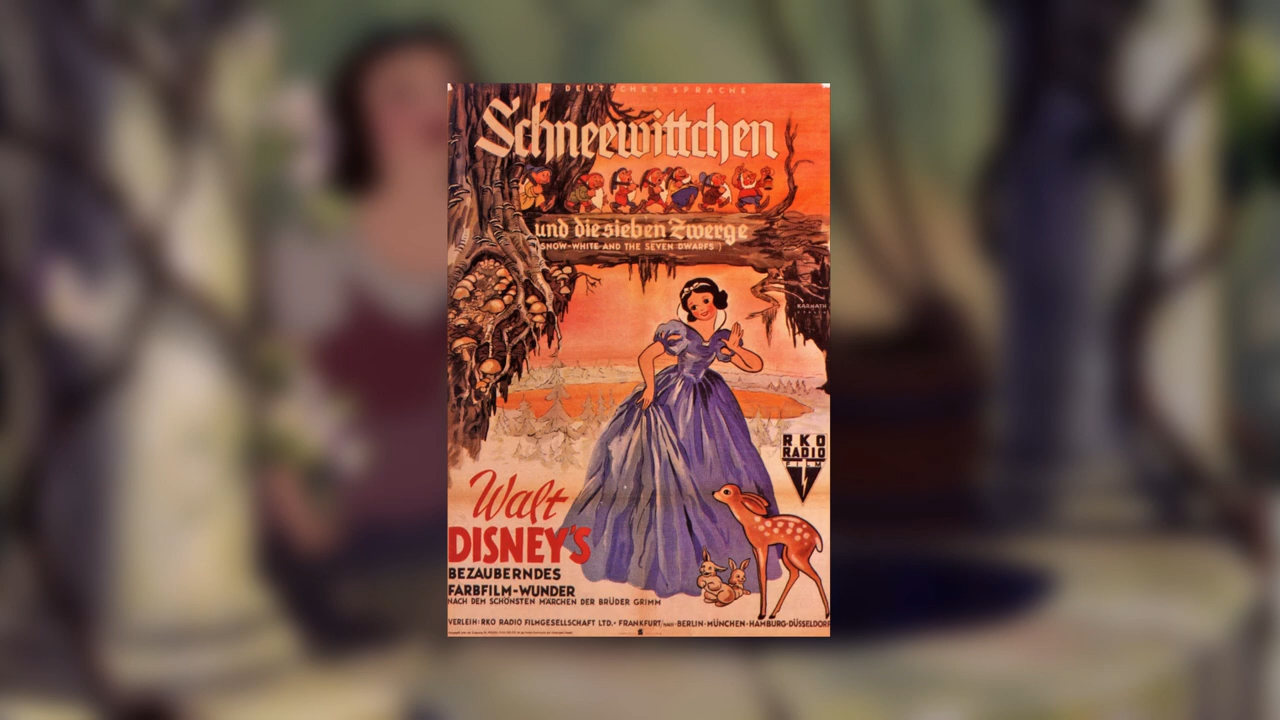 N DEUTSCHER SPRACHE
Schneewittchen
und die sieben Zwerge
(SNOW-WHITE AND THE SEVEN DWARFS)
KARNATH
RKO
RADIO
FILM
Walt
DISNEY'S
BEZAUBERNDES
FARBFILM-WUNDER
NACH DEM SCHÖNSTEN MÄRCHEN DER BRÜDER GRIMM
VERLEIH: RKO RADIO FILMGESELLSCHAFT LTD. · FRANKFURT/ · BERLIN · MÜNCHEN · HAMBURG · DÜSSELDORF